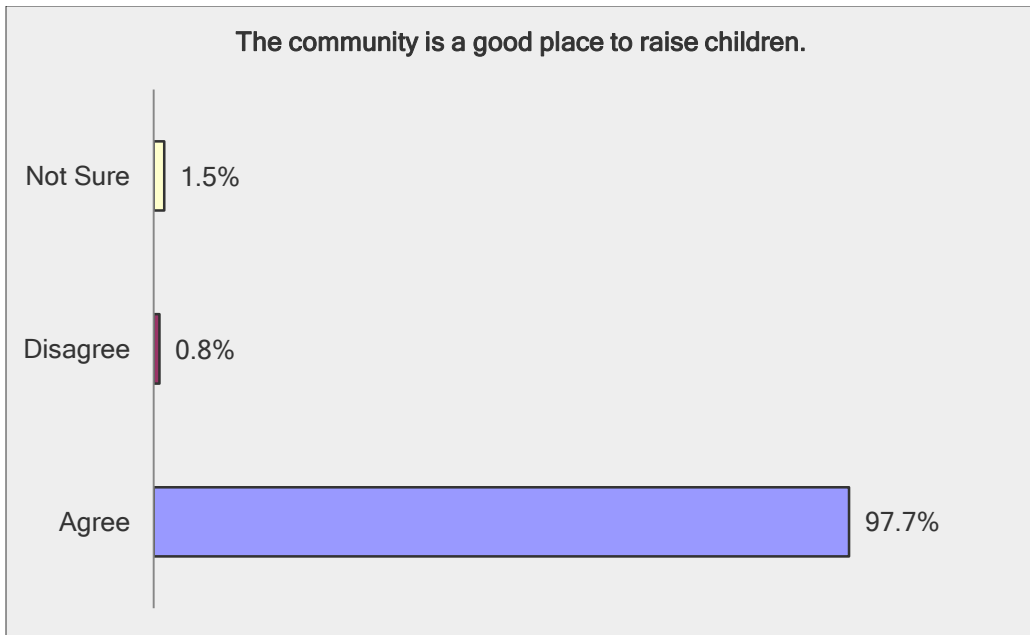 The community is a good place to raise children.
Not Sure 1.5%
Disagree 0.8%
Agree 97.7%